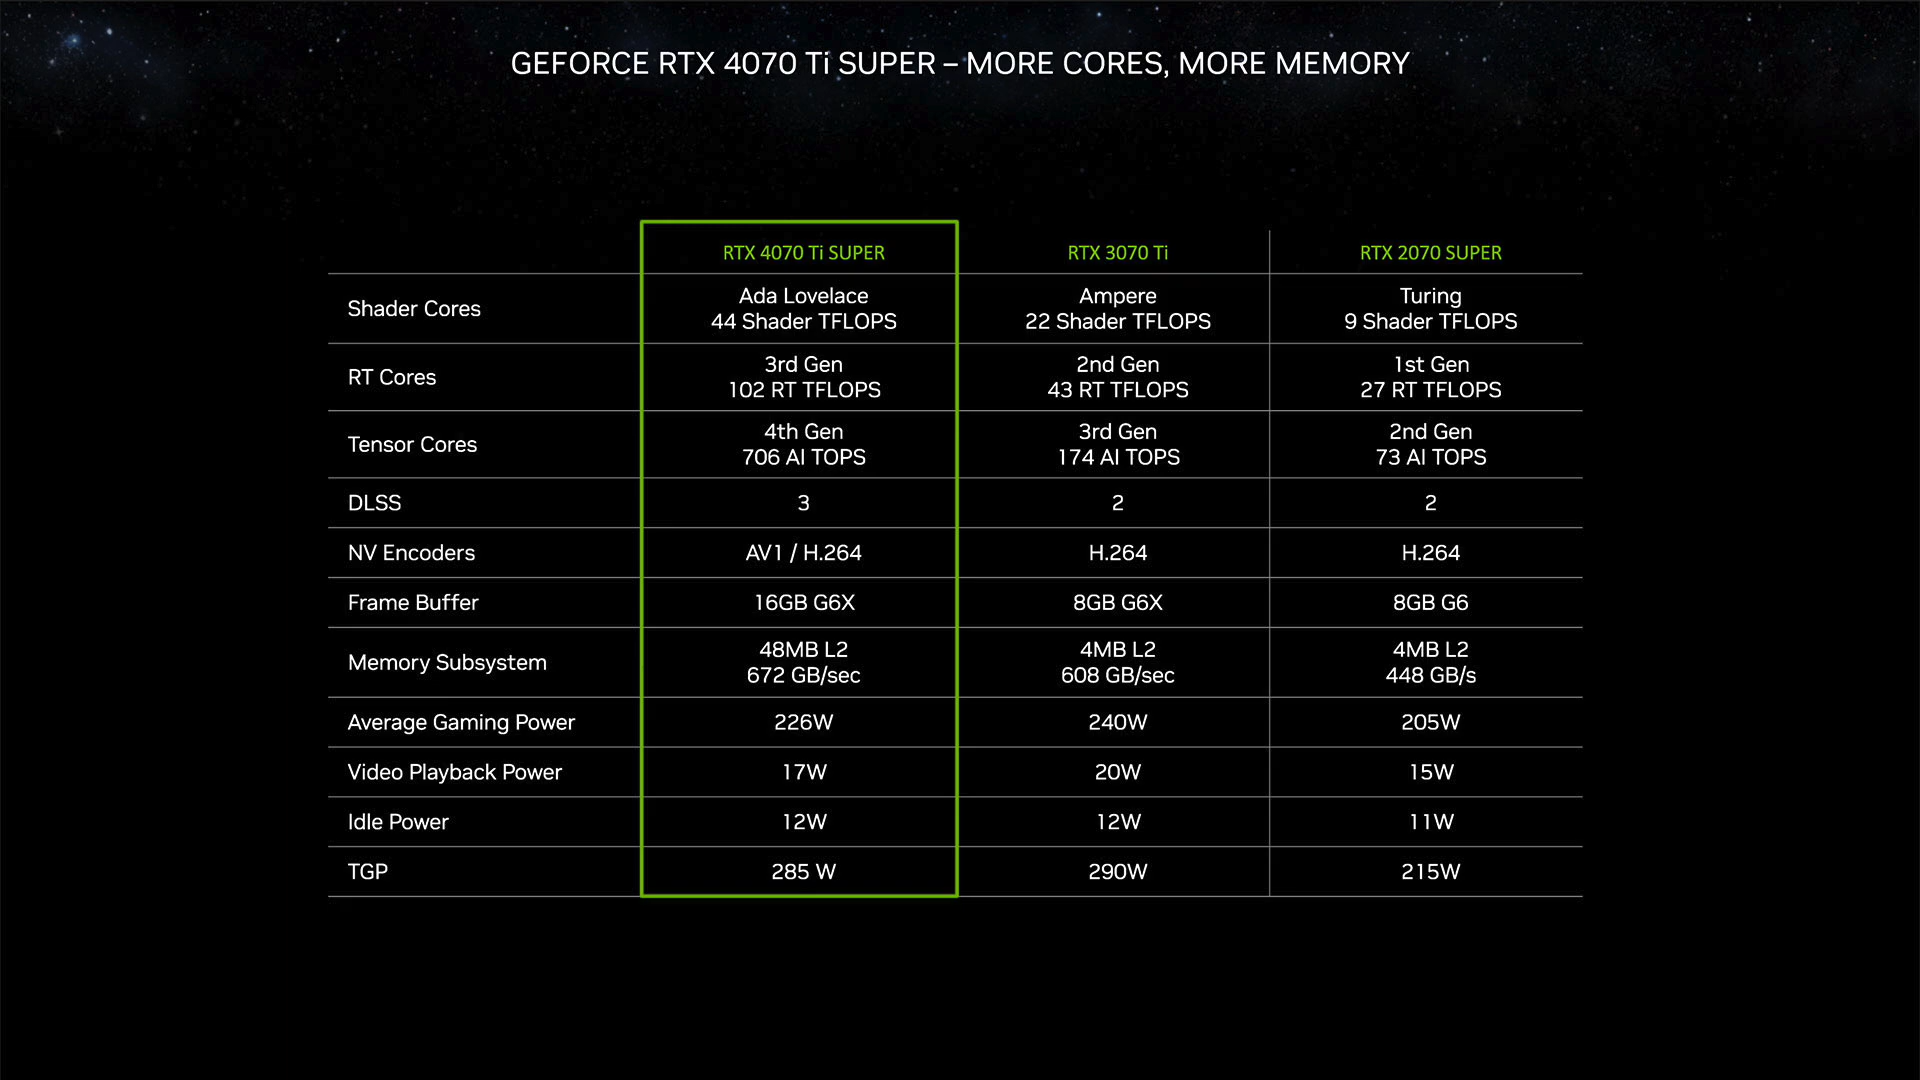 GEFORCE RTX 4070 Ti SUPER – MORE CORES, MORE MEMORY
RTX 4070 Ti SUPER RTX 3070 Ti RTX 2070 SUPER
Shader Cores
Ada Lovelace
44 Shader TFLOPS
Ampere
22 Shader TFLOPS
Turing
9 Shader TFLOPS
RT Cores
3rd Gen
102 RT TFLOPS
2nd Gen
43 RT TFLOPS
1st Gen
27 RT TFLOPS
Tensor Cores
4th Gen
706 AI TOPS
3rd Gen
174 AI TOPS
2nd Gen
73 AI TOPS
DLSS 3 2 2
NV Encoders AV1 / H.264 H.264 H.264
Frame Buffer 16GB G6X 8GB G6X 8GB G6
Memory Subsystem
48MB L2
672 GB/sec
4MB L2
608 GB/sec
4MB L2
448 GB/s
Average Gaming Power 226W 240W 205W
Video Playback Power 17W 20W 15W
Idle Power 12W 12W 11W
TGP 285 W 290W 215W